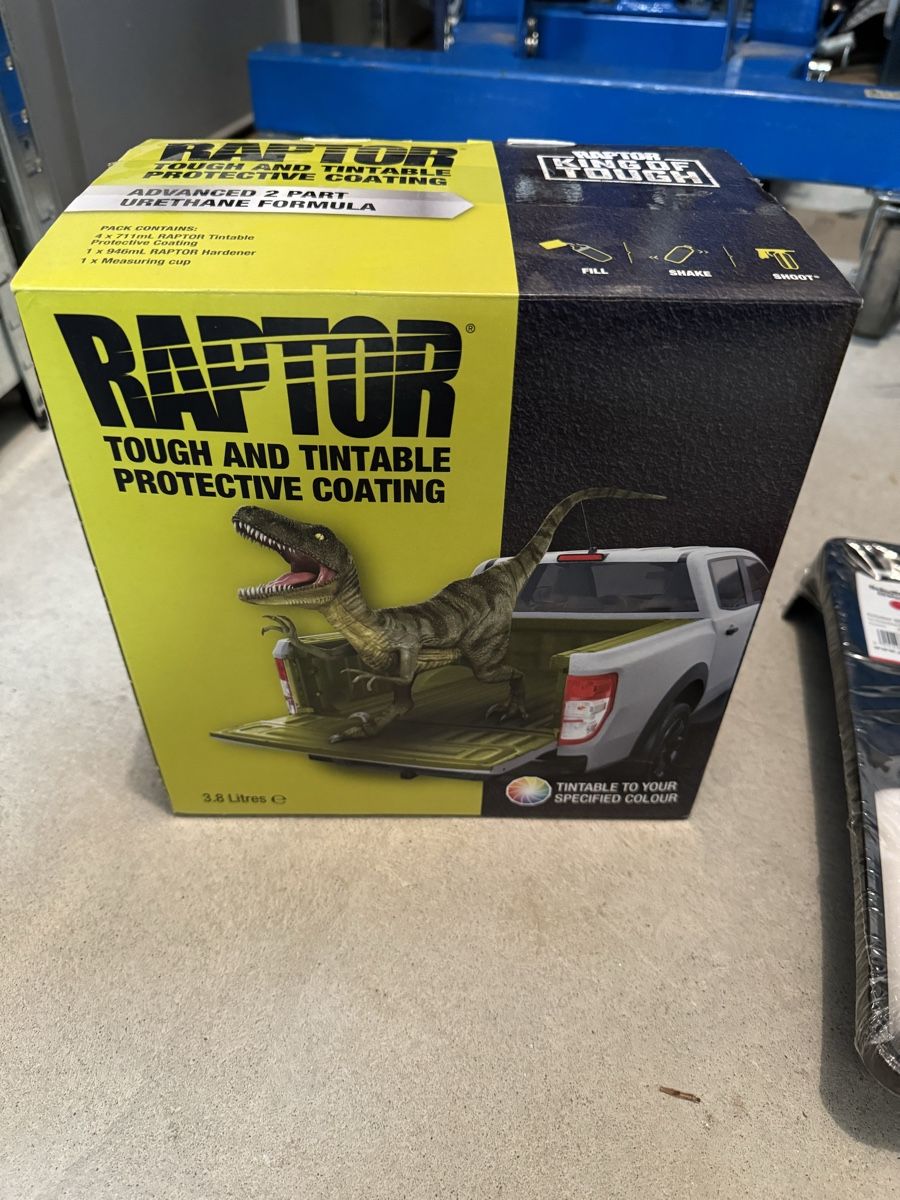 RAPTOR
TOUGH AND TINTABLE
PROTECTIVE COATING
ADVANCED 2 PART
URETHANE FORMULA
PACK CONTAINS:
4 x 711mL RAPTOR Tintable
Protective Coating
1 x 946mL RAPTOR Hardener
1 x Measuring cup
RAPTOR
KING OF
TOUGH
FILL
SHAKE
SHOOT™
RAPTOR®
TOUGH AND TINTABLE
PROTECTIVE COATING
3.8 Litres ℮
TINTABLE TO YOUR
SPECIFIED COLOUR